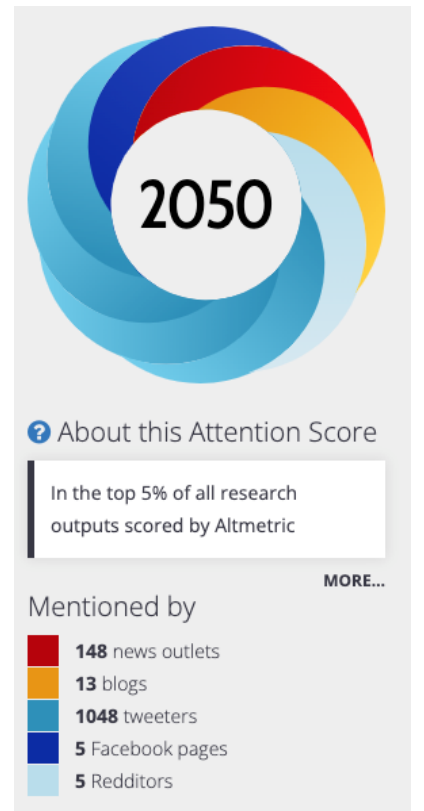 2050
? About this Attention Score
In the top 5% of all research
outputs scored by Altmetric
MORE...
Mentioned by
148 news outlets
13 blogs
1048 tweeters
5 Facebook pages
5 Redditors